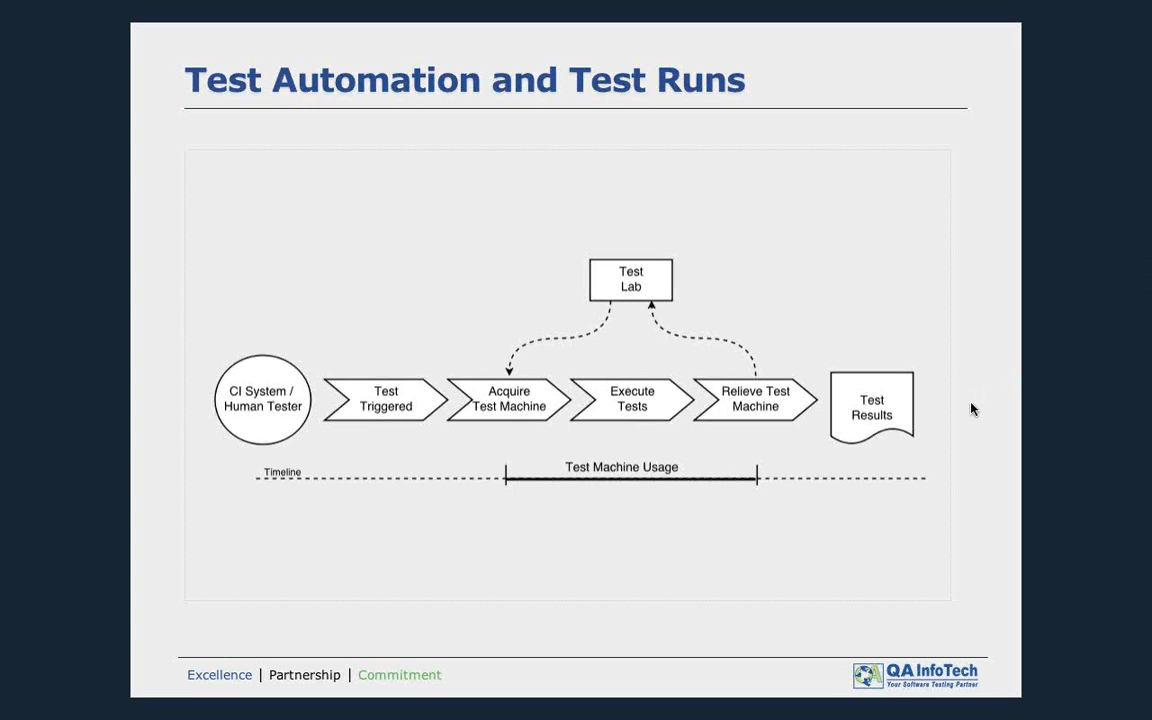 Test Automation and Test Runs
Test
Lab
CI System /
Human Tester
Test
Triggered
Acquire
Test Machine
Execute
Tests
Relieve Test
Machine
Test
Results
Timeline
Test Machine Usage
Excellence | Partnership | Commitment
QA InfoTech
Your Software Testing Partner